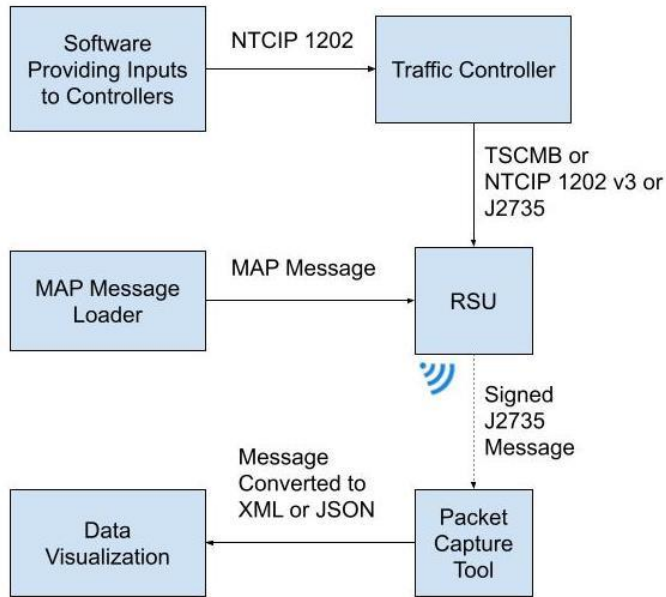 Software
Providing Inputs
to Controllers
NTCIP 1202
Traffic Controller
TSCMB or
NTCIP 1202 v3 or
J2735
MAP Message
Loader
MAP Message
RSU
Signed
J2735
Message
Message
Converted to
XML or JSON
Data
Visualization
Packet
Capture
Tool